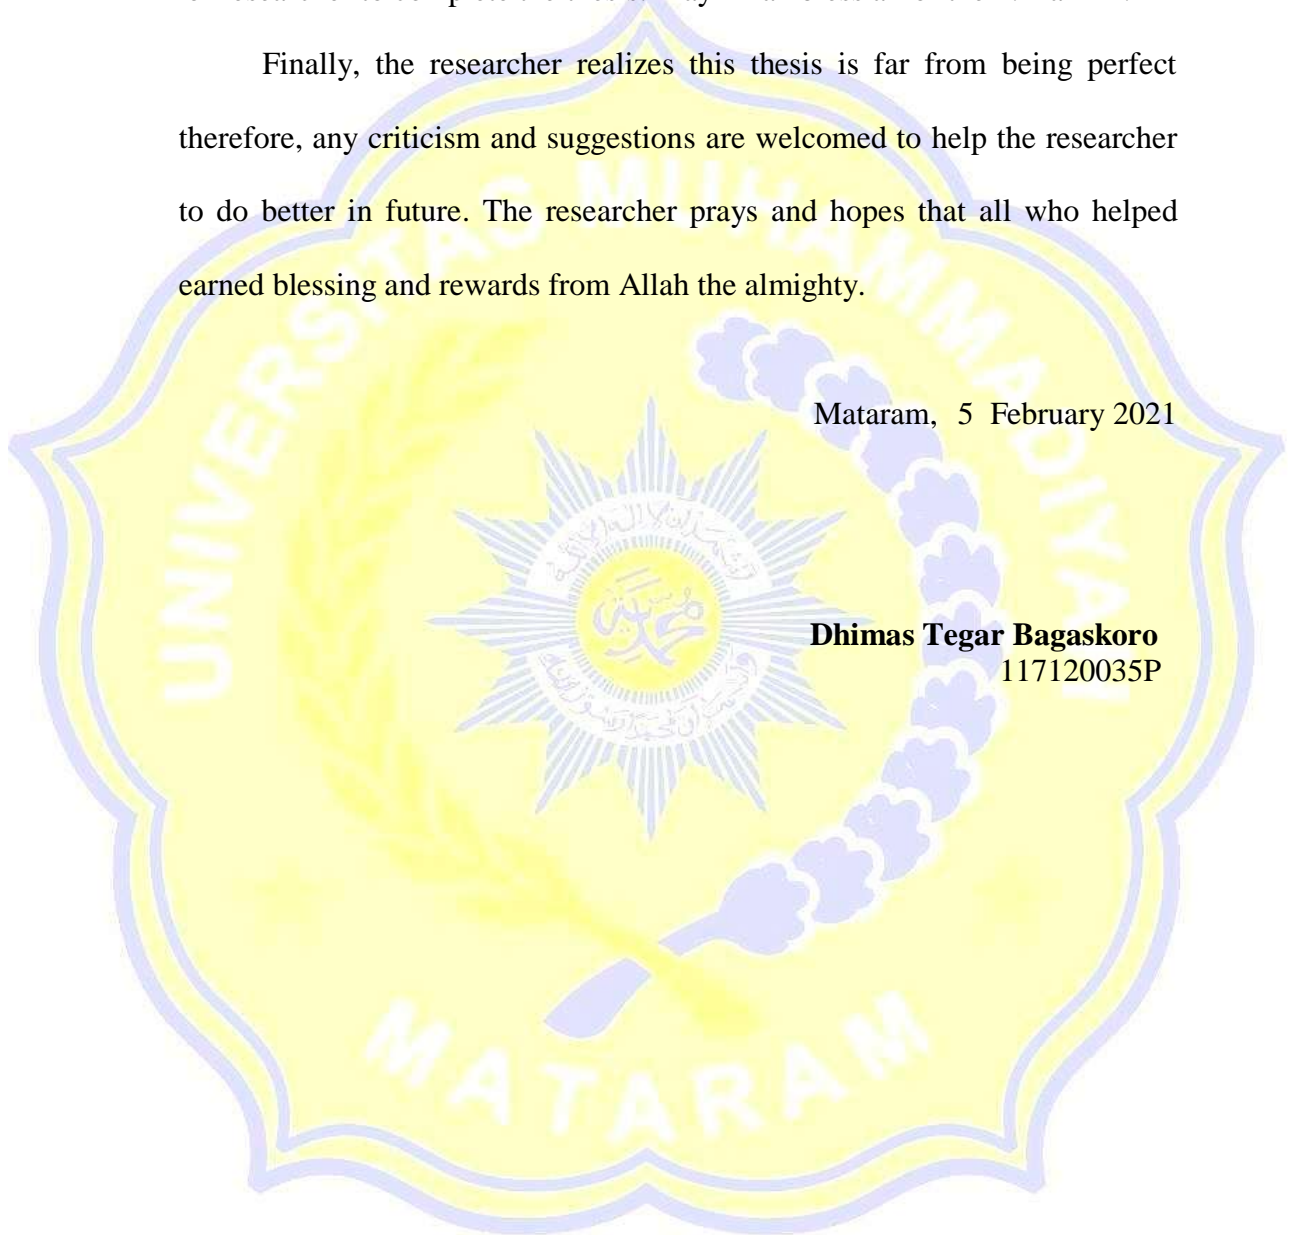 Finally, the researcher realizes this thesis is far from being perfect
therefore, any criticism and suggestions are welcomed to help the researcher
to do better in future. The researcher prays and hopes that all who helped
earned blessing and rewards from Allah the almighty.
Mataram, 5 February 2021
Dhimas Tegar Bagaskoro
117120035P
UNIVERSITAS MUHAMMADIYAH
MATARAM
محمدية